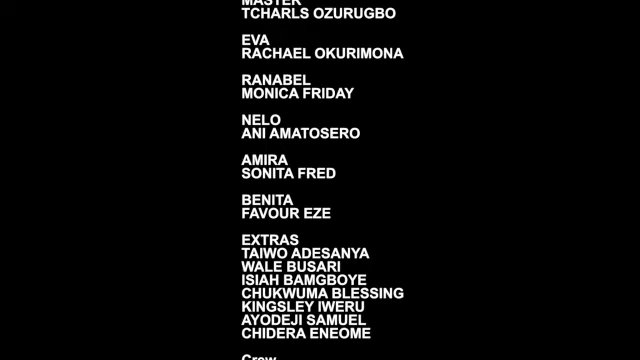 MASTER
TCHARLS OZURUGBO
EVA
RACHAEL OKURIMONA
RANABEL
MONICA FRIDAY
NELO
ANI AMATOSERO
AMIRA
SONITA FRED
BENITA
FAVOUR EZE
EXTRAS
TAIWO ADESANYA
WALE BUSARI
ISIAH BAMGBOYE
CHUKWUMA BLESSING
KINGSLEY IWERU
AYODEJI SAMUEL
CHIDERA ENEOME
Crew